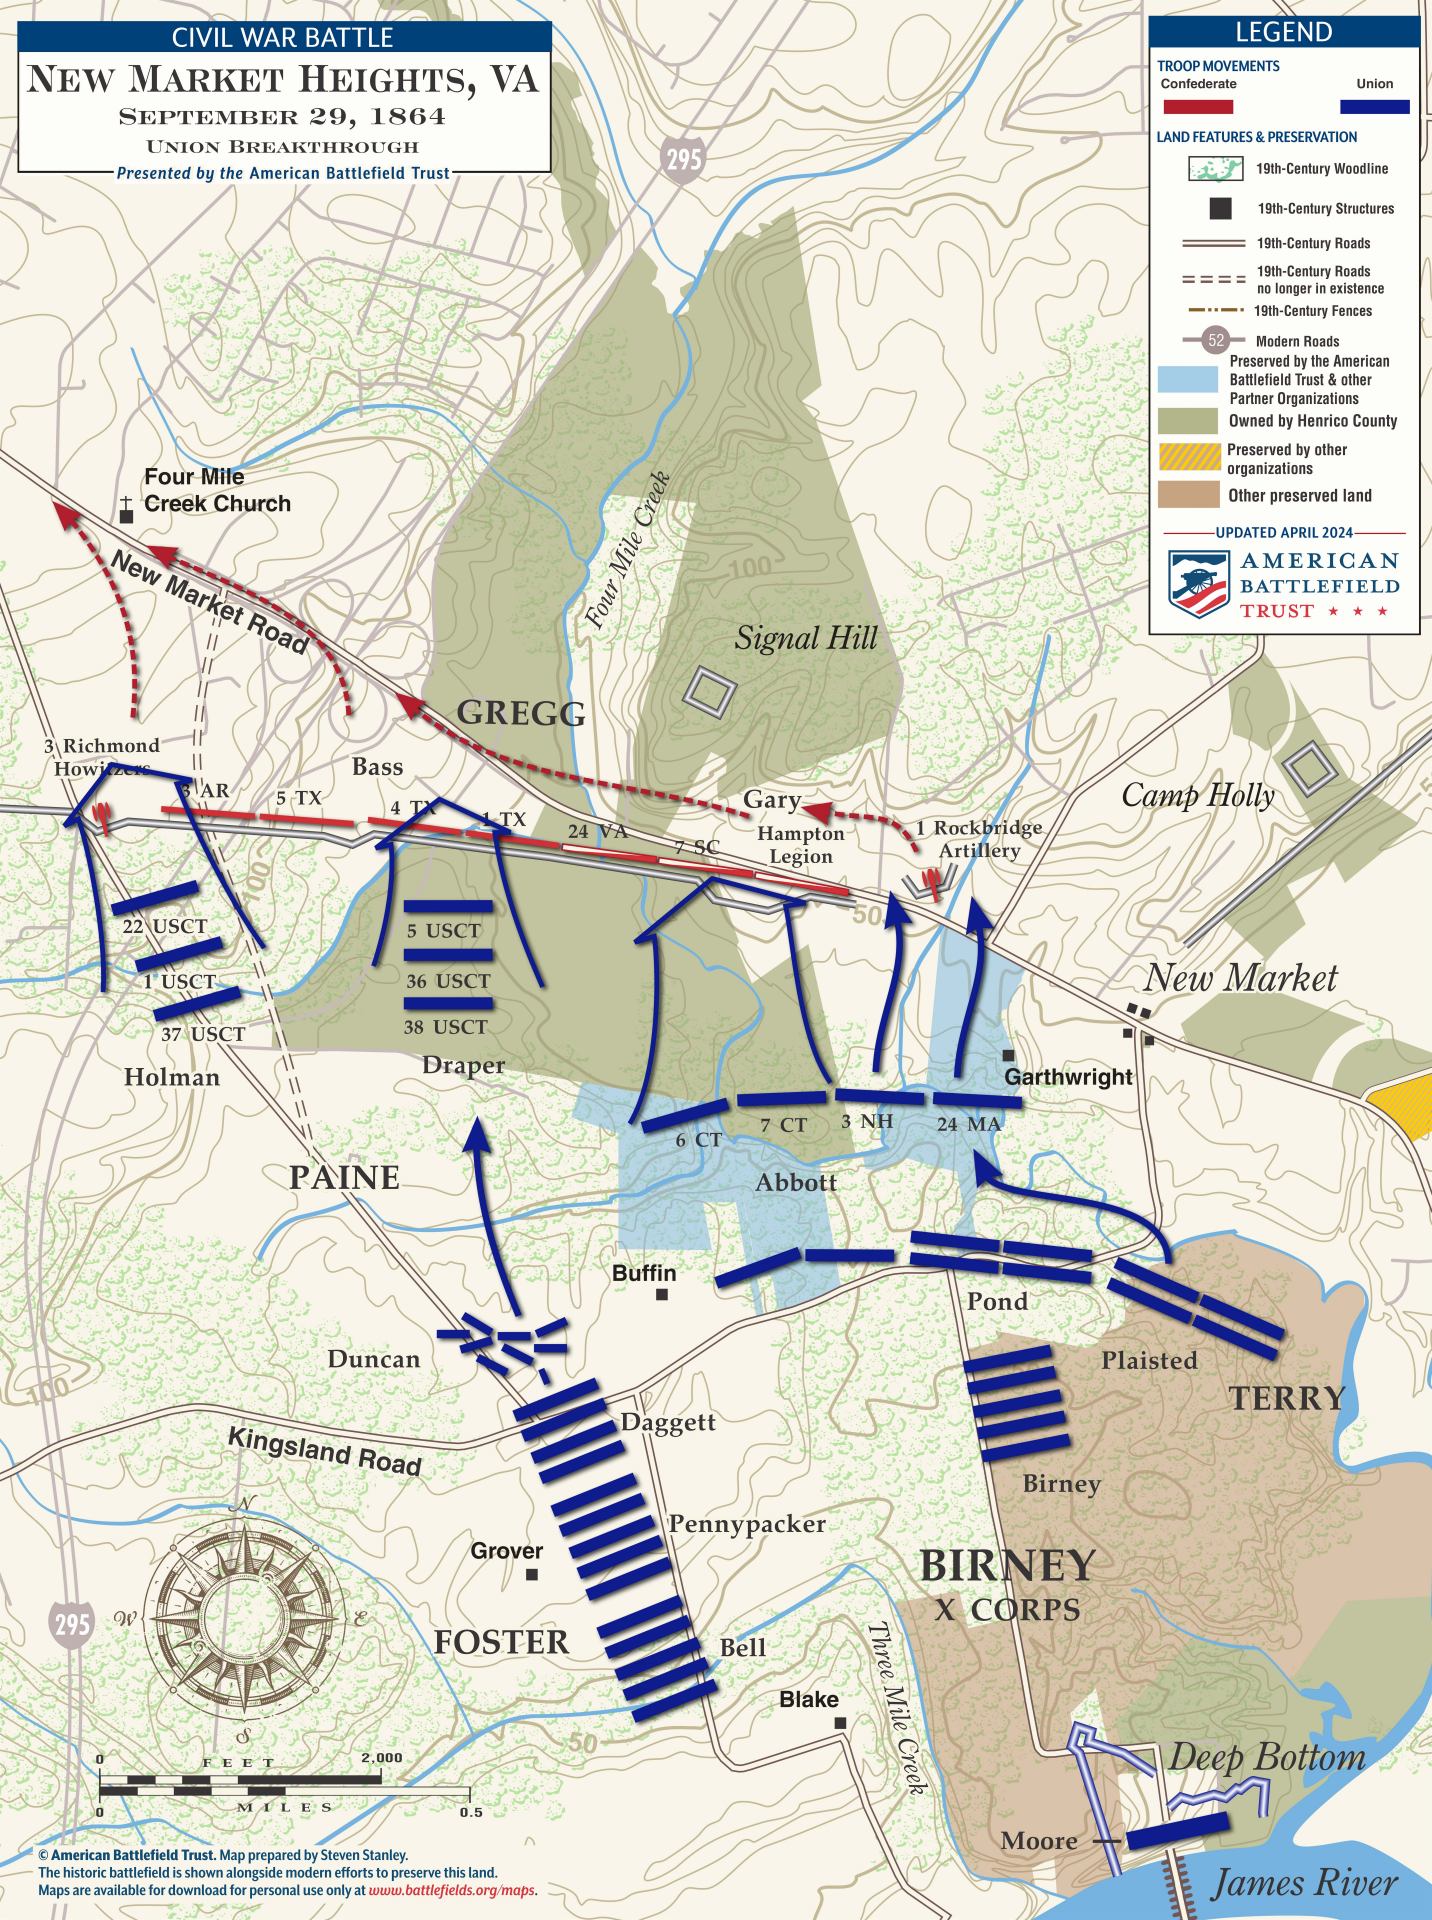 CIVIL WAR BATTLE
NEW MARKET HEIGHTS, VA
SEPTEMBER 29, 1864
UNION BREAKTHROUGH
Presented by the American Battlefield Trust
LEGEND
TROOP MOVEMENTS
Confederate Union
LAND FEATURES & PRESERVATION
19th-Century Woodline
19th-Century Structures
19th-Century Roads
19th-Century Roads
no longer in existence
19th-Century Fences
52 Modern Roads
Preserved by the American
Battlefield Trust & other
Partner Organizations
Owned by Henrico County
Preserved by other
organizations
Other preserved land
UPDATED APRIL 2024
AMERICAN
BATTLEFIELD
TRUST
295
Four Mile
Creek Church
New Market Road
Four Mile Creek
100
Signal Hill
GREGG
3 Richmond
Howitzers
3 AR
5 TX
Bass
4 TX
1 TX
24 VA
7 SC
Gary
Hampton
Legion
1 Rockbridge
Artillery
Camp Holly
50
100
50
22 USCT
1 USCT
37 USCT
Holman
5 USCT
36 USCT
38 USCT
Draper
New Market
Garthwright
6 CT
7 CT
3 NH
24 MA
Abbott
PAINE
Buffin
Pond
Plaisted
TERRY
Duncan
100
Kingsland Road
Daggett
Birney
Pennypacker
Grover
BIRNEY
X CORPS
FOSTER
Bell
Blake
Three Mile Creek
295
N
W E
S
50
0 FEET 2,000
0 MILES 0.5
Deep Bottom
Moore
James River
© American Battlefield Trust. Map prepared by Steven Stanley.
The historic battlefield is shown alongside modern efforts to preserve this land.
Maps are available for download for personal use only at www.battlefields.org/maps.